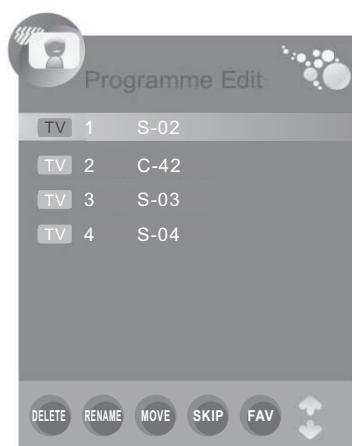 Programme Edit
TV 1 S-02
TV 2 C-42
TV 3 S-03
TV 4 S-04
DELETE RENAME MOVE SKIP FAV